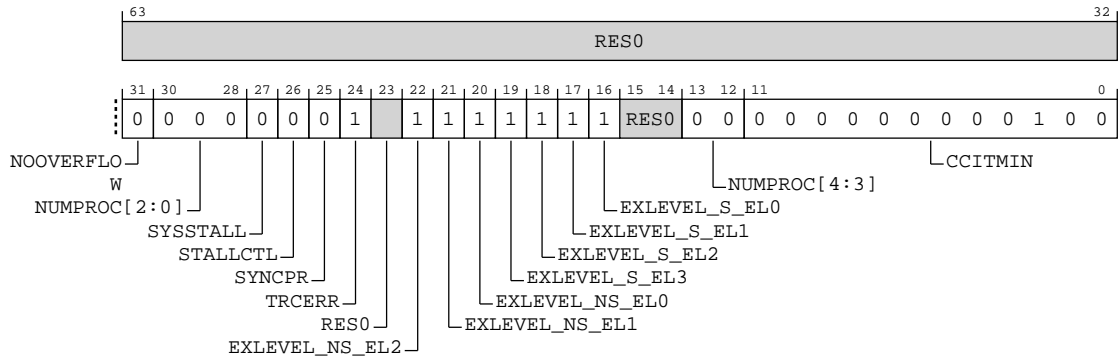 63 32
RES0
31 30 28 27 26 25 24 23 22 21 20 19 18 17 16 15 14 13 12 11 0
0 0 0 0 0 0 0 1 1 1 1 1 1 1 1 RES0 0 0 0 0 0 0 0 0 0 0 0 1 0 0
NOOVERFLO CCITMIN
W NUMPROC[4:3]
NUMPROC[2:0] EXLEVEL_S_EL0
SYSSTALL EXLEVEL_S_EL1
STALLCTL EXLEVEL_S_EL2
SYNCPR EXLEVEL_S_EL3
TRCERR EXLEVEL_NS_EL0
RES0 EXLEVEL_NS_EL1
EXLEVEL_NS_EL2